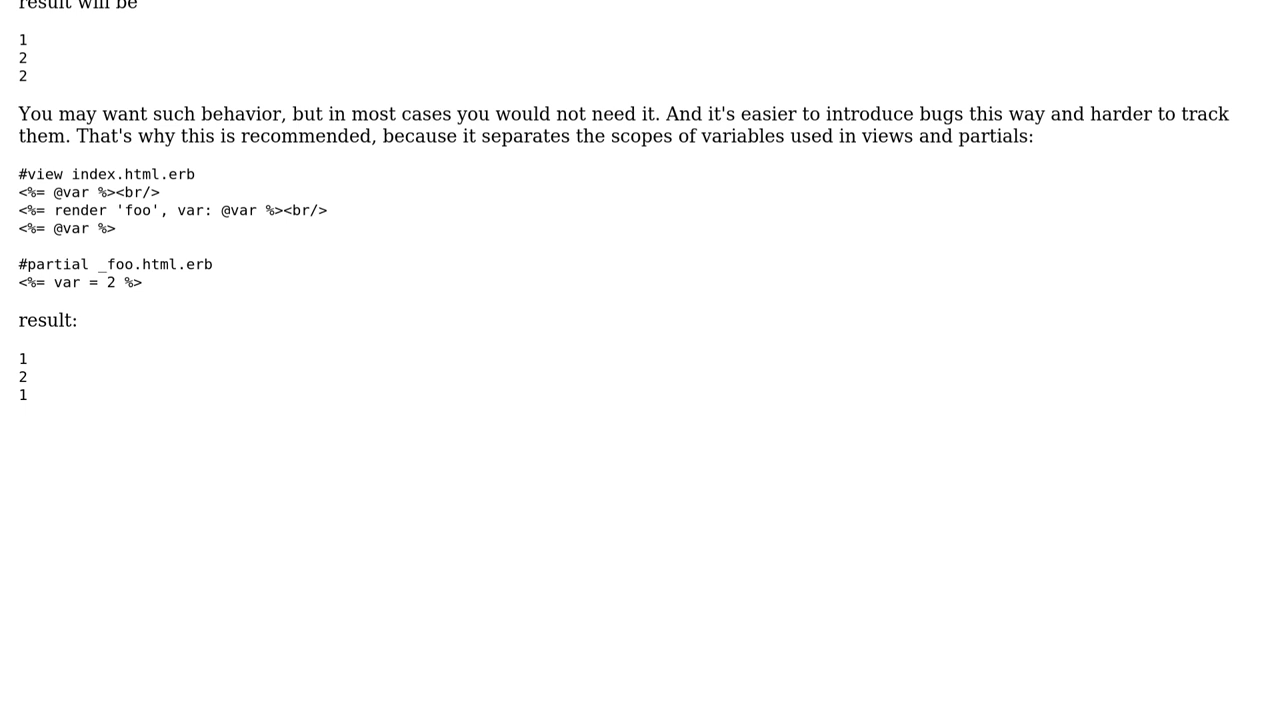 result will be
1
2
2
You may want such behavior, but in most cases you would not need it. And it's easier to introduce bugs this way and harder to track
them. That's why this is recommended, because it separates the scopes of variables used in views and partials:
#view index.html.erb
<%= @var %><br/>
<%= render 'foo', var: @var %><br/>
<%= @var %>
#partial _foo.html.erb
<%= var = 2 %>
result:
1
2
1